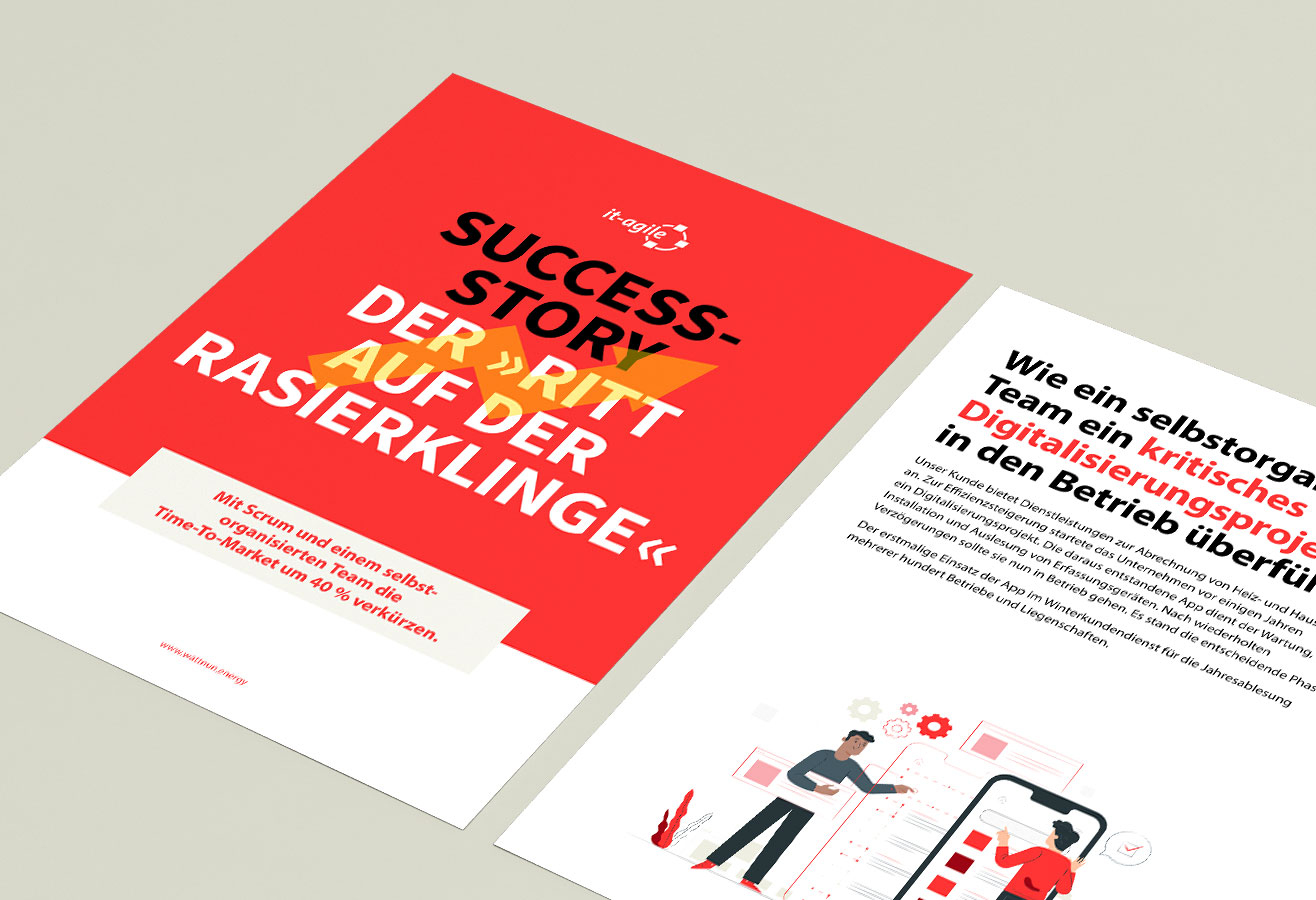 it-agile
SUCCESS-
STORY
DER »RITT
AUF DER
RASIERKLINGE«
Mit Scrum und einem selbst-
organisierten Team die
Time-To-Market um 40 % verkürzen.
Wie ein selbstorga
Team ein kritisches
Digitalisierungsproje
in den Betrieb überfü
Unser Kunde bietet Dienstleistungen zur Abrechnung von Heiz- und Haus
an. Zur Effizienzsteigerung startete das Unternehmen vor einigen Jahren
ein Digitalisierungsprojekt. Die daraus entstandene App dient der Wartung,
Installation und Auslesung von Erfassungsgeräten. Nach wiederholten
Verzögerungen sollte sie nun in Betrieb gehen. Es stand die entscheidende Phas
Der erstmalige Einsatz der App im Winterkundendienst für die Jahresablesung
mehrerer hundert Betriebe und Liegenschaften.